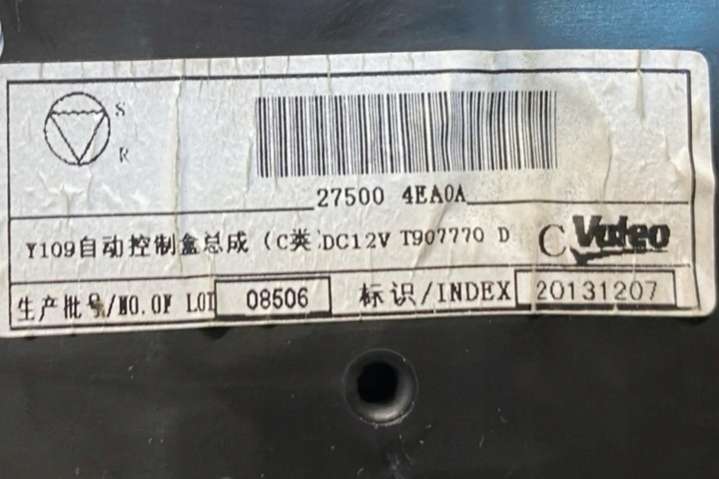 S
R
27500 4EA0A
Y109自动控制盒总成（C类）DC12V T907770 D C Valeo
生产批号/NO.OF LOT 08506 标识/INDEX 20131207